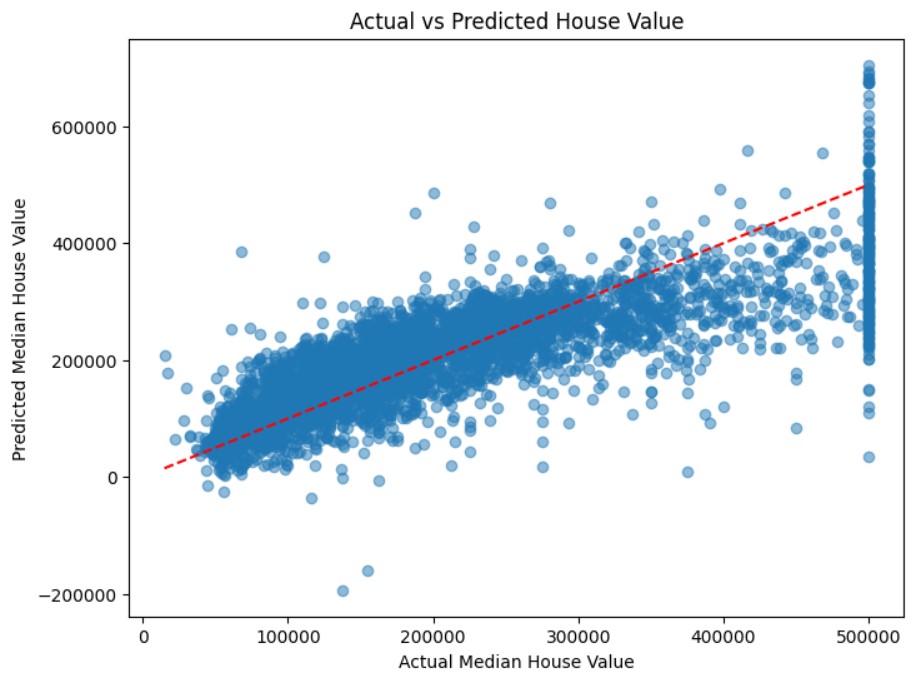 Actual vs Predicted House Value
Predicted Median House Value
600000
400000
200000
0
−200000
0 100000 200000 300000 400000 500000
Actual Median House Value